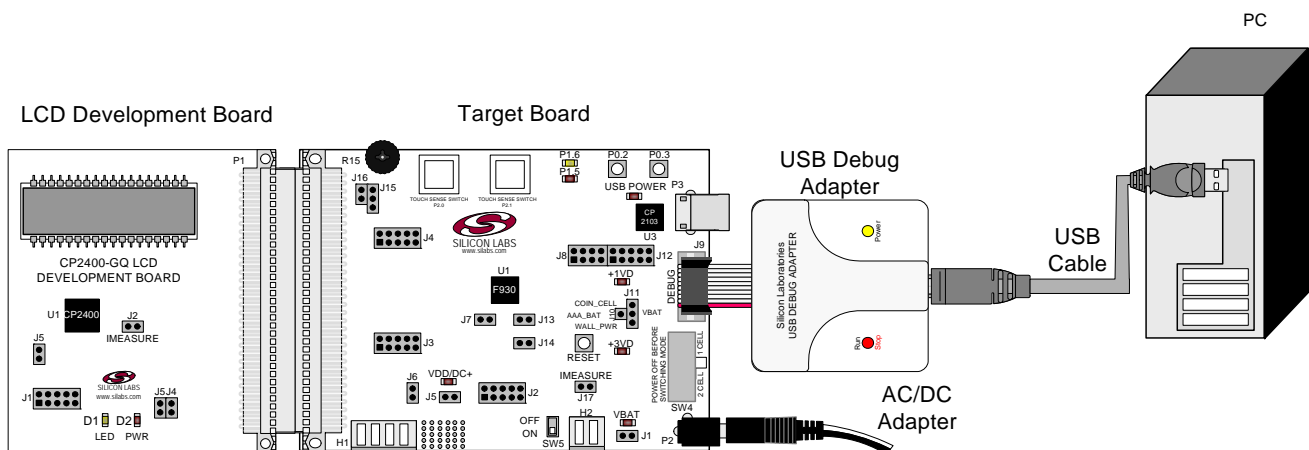 PC
LCD Development Board
Target Board
USB Debug
Adapter
USB
Cable
AC/DC
Adapter
P1
CP2400-GQ LCD
DEVELOPMENT BOARD
U1
CP2400
J2
IMEASURE
J5
SILICON LABS
www.silabs.com
J1
J5
J4
D1
D2
LED
PWR
R15
J16
J15
TOUCH SENSE SWITCH
P2.0
TOUCH SENSE SWITCH
P2.1
P1.6
P1.5
P0.2
P0.3
USB POWER
P3
CP
2103
U3
SILICON LABS
www.silabs.com
J4
J8
J12
J9
DEBUG
U1
F930
+1VD
J11
COIN_CELL
AAA_BAT
WALL_PWR
J10
VBAT
J7
J13
J14
J3
RESET
+3VD
POWER OFF BEFORE
SWITCHING MODE
2 CELL
1 CELL
SW4
VDD/DC+
J6
J5
J2
IMEASURE
J17
OFF
ON
SW5
H2
VBAT
J1
P2
H1
Silicon Laboratories
USB DEBUG ADAPTER
Power
Run
Stop